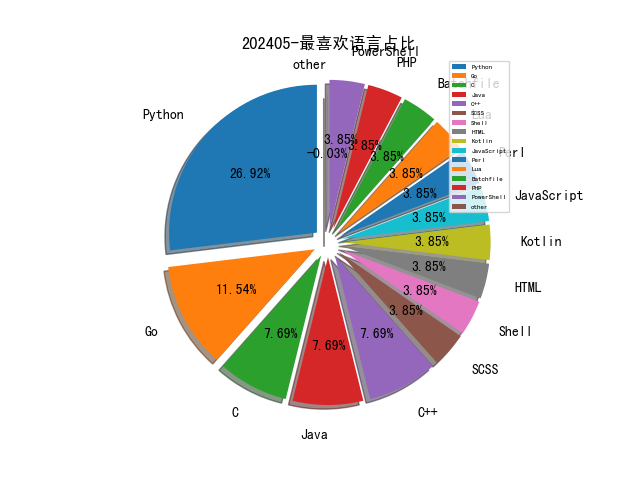 202405-最喜欢语言占比
other
PowerShell
PHP
Batchfile
Lua
Perl
JavaScript
Kotlin
HTML
Shell
SCSS
C++
Java
C
Go
Python
26.92%
11.54%
7.69%
7.69%
7.69%
3.85%
3.85%
3.85%
3.85%
3.85%
3.85%
3.85%
3.85%
3.85%
3.85%
-0.03%
Python
Go
C
Java
C++
SCSS
Shell
HTML
Kotlin
JavaScript
Perl
Lua
Batchfile
PHP
PowerShell
other